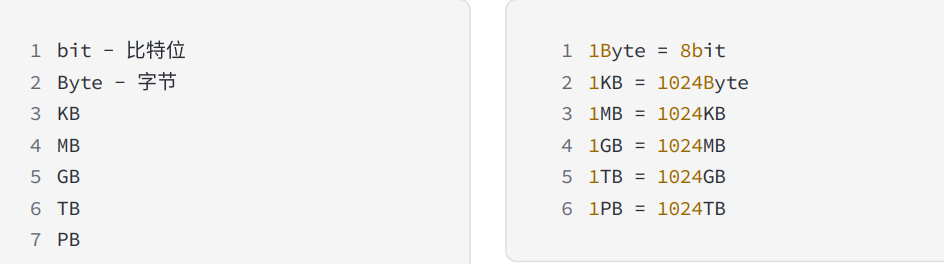 1 bit - 比特位
2 Byte - 字节
3 KB
4 MB
5 GB
6 TB
7 PB
1 1Byte = 8bit
2 1KB = 1024Byte
3 1MB = 1024KB
4 1GB = 1024MB
5 1TB = 1024GB
6 1PB = 1024TB